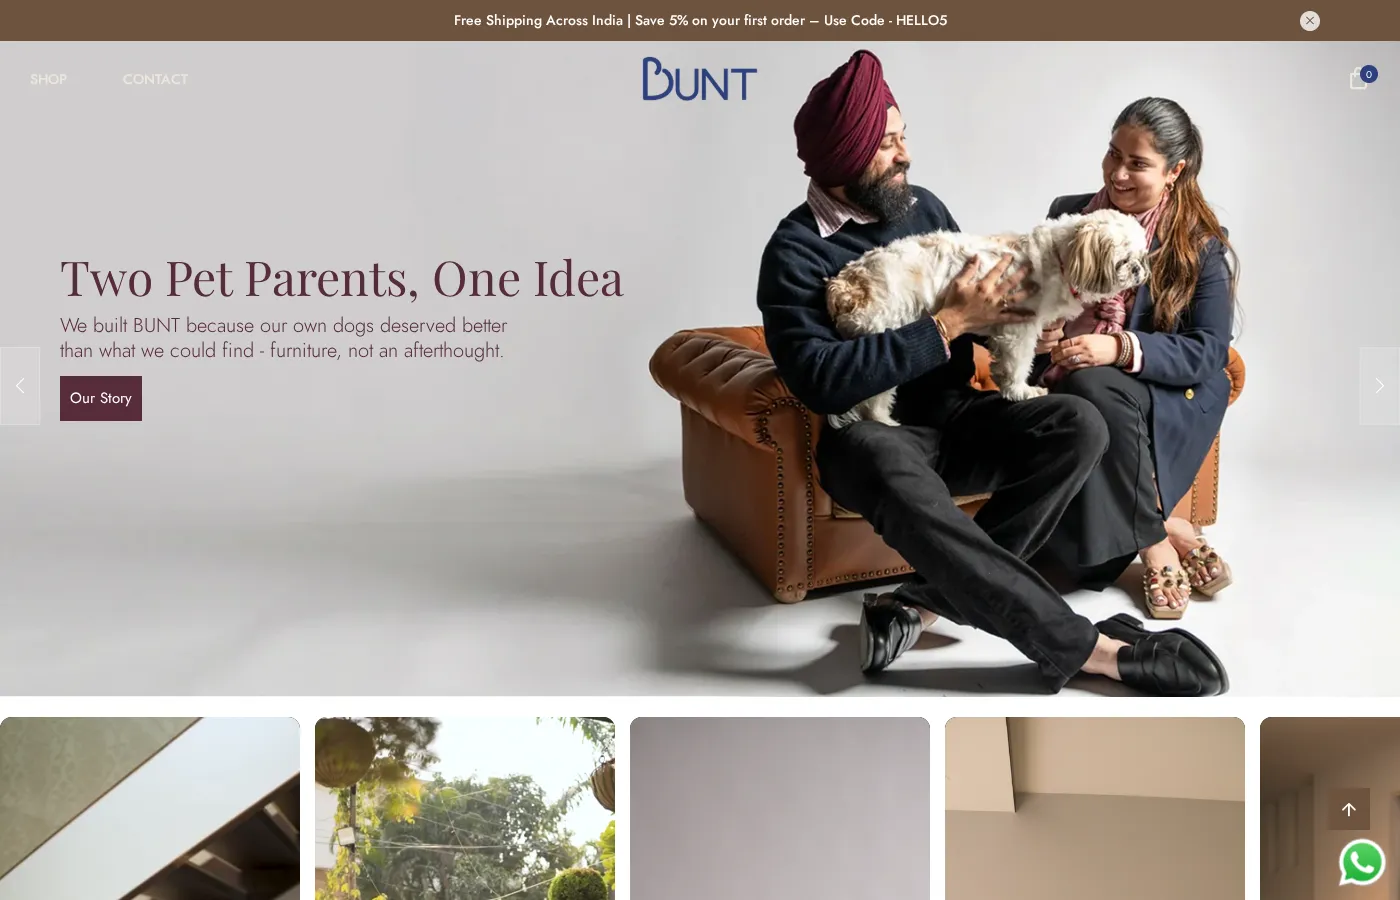 Free Shipping Across India | Save 5% on your first order – Use Code - HELLO5
SHOP
CONTACT
BUNT
0
Two Pet Parents, One Idea
We built BUNT because our own dogs deserved better
than what we could find - furniture, not an afterthought.
Our Story